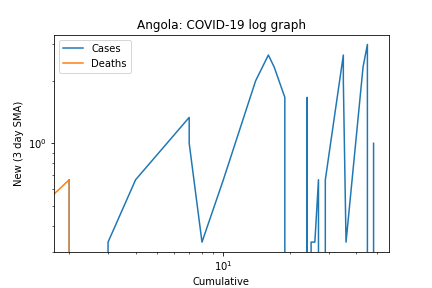 Angola: COVID-19 log graph
Cases
Deaths
New (3 day SMA)
10⁰
10¹
Cumulative